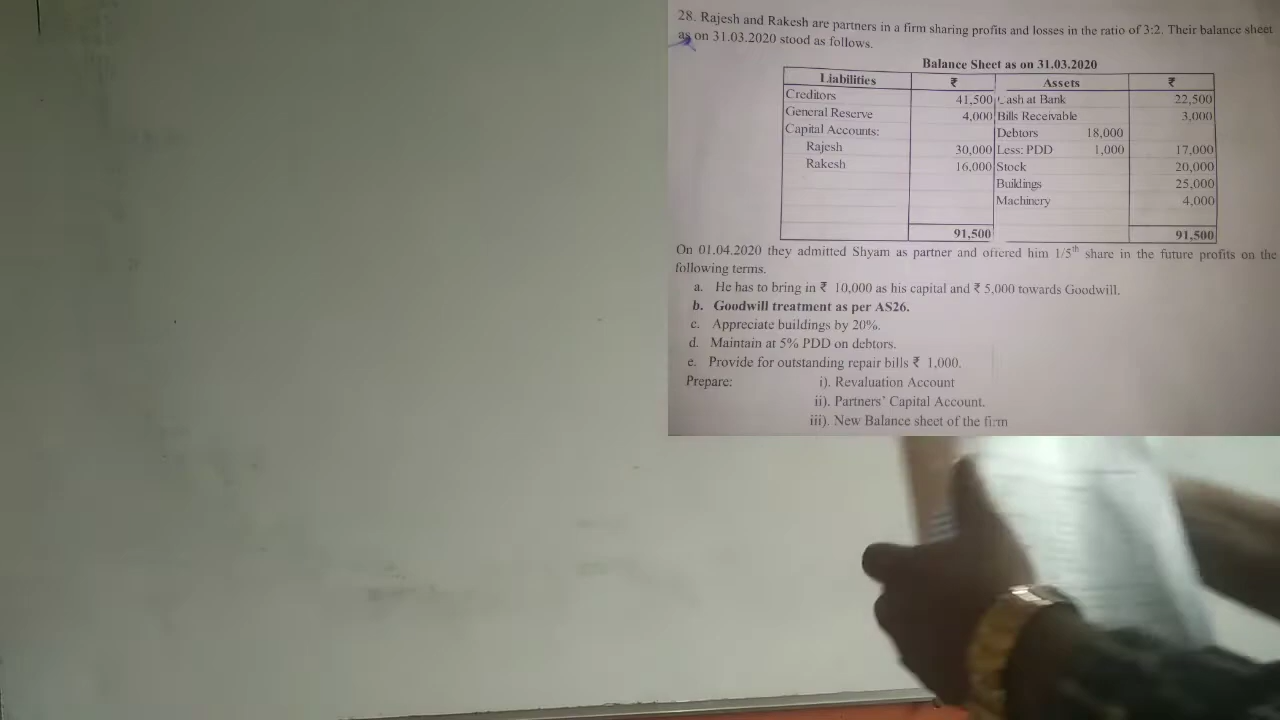 28. Rajesh and Rakesh are partners in a firm sharing profits and losses in the ratio of 3:2. Their balance sheet
as on 31.03.2020 stood as follows.
Balance Sheet as on 31.03.2020
Liabilities ₹ Assets ₹
Creditors 41,500 Cash at Bank 22,500
General Reserve 4,000 Bills Receivable 3,000
Capital Accounts: Debtors 18,000
Rajesh 30,000 Less: PDD 1,000 17,000
Rakesh 16,000 Stock 20,000
Buildings 25,000
Machinery 4,000
91,500 91,500
On 01.04.2020 they admitted Shyam as partner and offered him 1/5th share in the future profits on the
following terms.
a. He has to bring in ₹ 10,000 as his capital and ₹ 5,000 towards Goodwill.
b. Goodwill treatment as per AS26.
c. Appreciate buildings by 20%.
d. Maintain at 5% PDD on debtors.
e. Provide for outstanding repair bills ₹ 1,000.
Prepare: i). Revaluation Account
ii). Partners' Capital Account.
iii). New Balance sheet of the firm